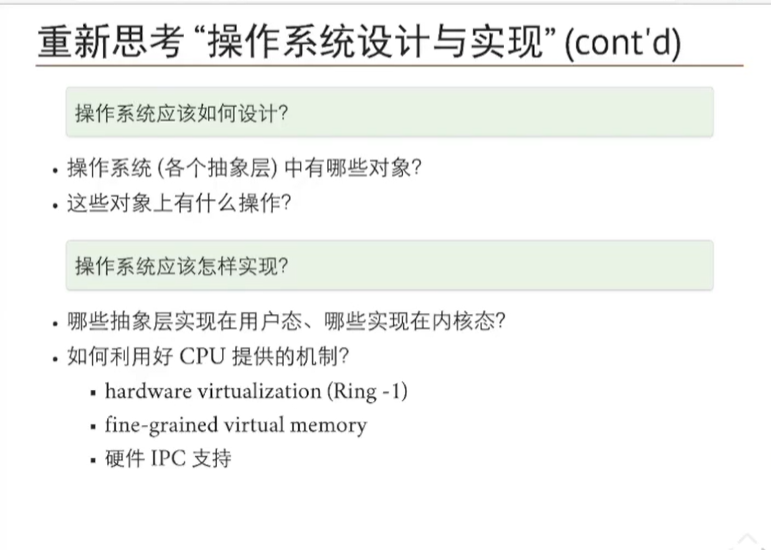 重新思考 “操作系统设计与实现” (cont'd)
操作系统应该如何设计?
• 操作系统 (各个抽象层) 中有哪些对象?
• 这些对象上有什么操作?
操作系统应该怎样实现?
• 哪些抽象层实现在用户态、哪些实现在内核态?
• 如何利用好 CPU 提供的机制?
▪ hardware virtualization (Ring -1)
▪ fine-grained virtual memory
▪ 硬件 IPC 支持